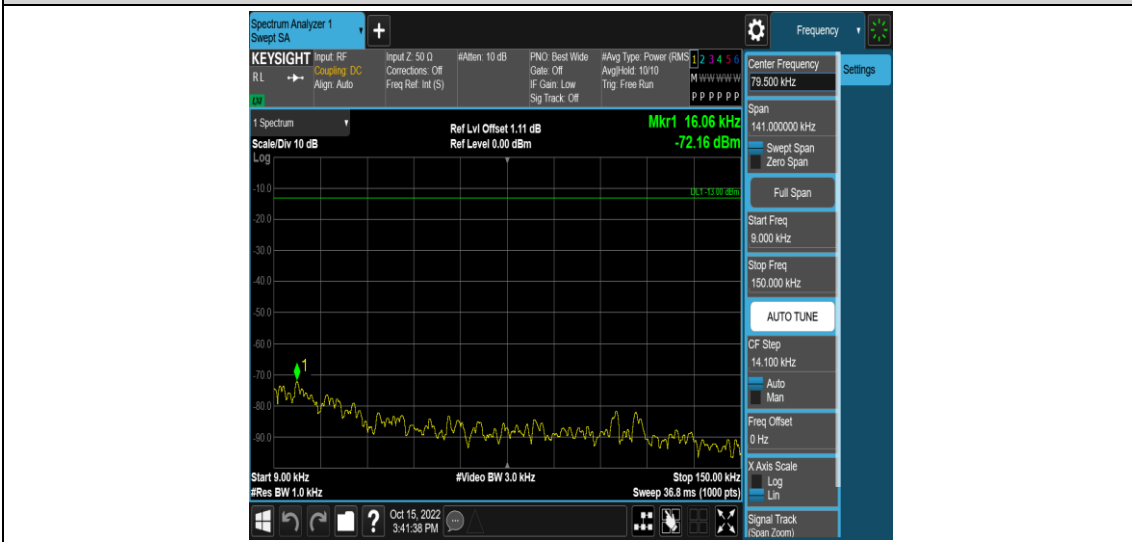 Spectrum Analyzer 1
Swept SA
+
Frequency
KEYSIGHT
RL
LXI
Input: RF
Coupling: DC
Align: Auto
Input Z: 50 Ω
Corrections: Off
Freq Ref: Int (S)
#Atten: 10 dB
PNO: Best Wide
Gate: Off
IF Gain: Low
Sig Track: Off
#Avg Type: Power (RMS
Avg|Hold: 10/10
Trig: Free Run
1 2 3 4 5 6
M W W W W W
P P P P P P
Center Frequency
79.500 kHz
Settings
Span
141.000000 kHz
Swept Span
Zero Span
Full Span
Start Freq
9.000 kHz
Stop Freq
150.000 kHz
AUTO TUNE
CF Step
14.100 kHz
Auto
Man
Freq Offset
0 Hz
X Axis Scale
Log
Lin
Signal Track
(Span Zoom)
1 Spectrum
Scale/Div 10 dB
Log
Ref Lvl Offset 1.11 dB
Ref Level 0.00 dBm
Mkr1 16.06 kHz
-72.16 dBm
DL1 -13.00 dBm
-10.0
-20.0
-30.0
-40.0
-50.0
-60.0
-70.0
-80.0
-90.0
1
Start 9.00 kHz
#Res BW 1.0 kHz
#Video BW 3.0 kHz
Stop 150.00 kHz
Sweep 36.8 ms (1000 pts)
?
Oct 15, 2022
3:41:38 PM